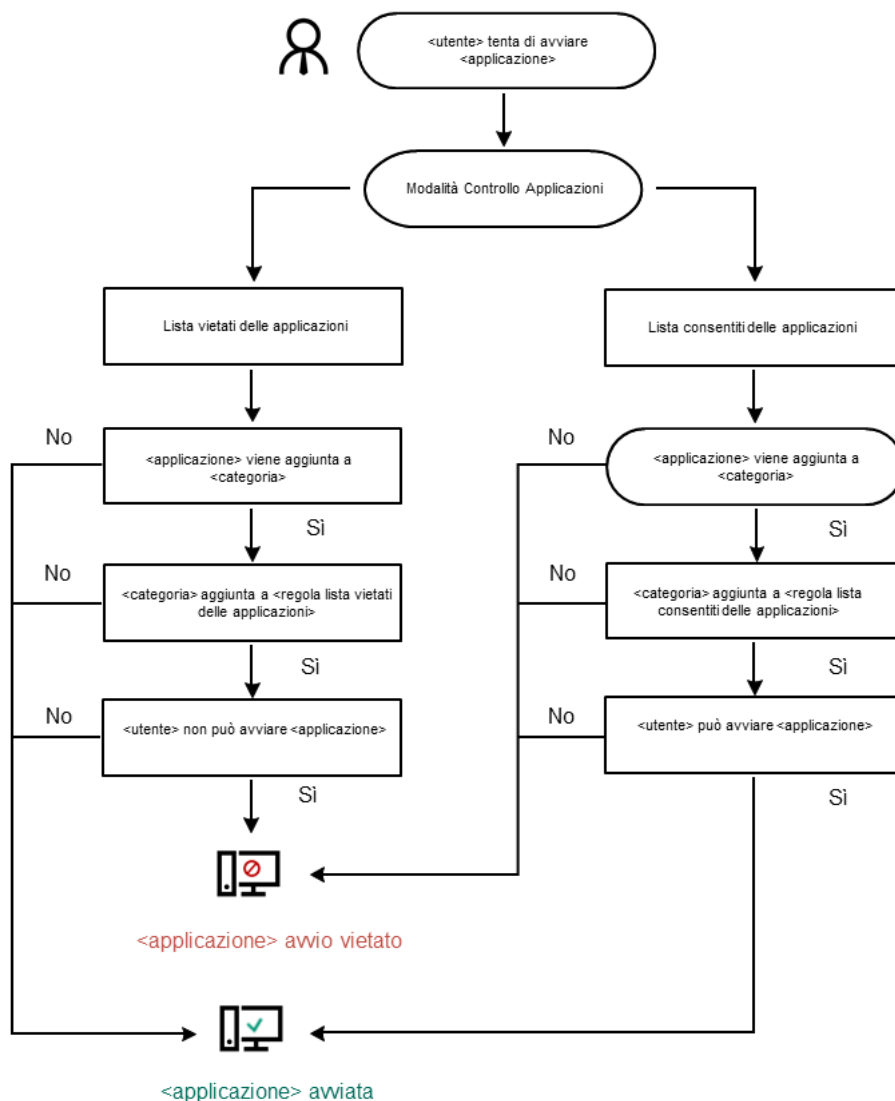 <utente> tenta di avviare
<applicazione>
Modalità Controllo Applicazioni
Lista vietati delle applicazioni
Lista consentiti delle applicazioni
No
<applicazione> viene aggiunta a
<categoria>
No
<applicazione> viene aggiunta a
<categoria>
Sì
Sì
No
<categoria> aggiunta a <regola lista vietati
delle applicazioni>
No
<categoria> aggiunta a <regola lista
consentiti delle applicazioni>
Sì
Sì
No
<utente> non può avviare <applicazione>
No
<utente> può avviare <applicazione>
Sì
Sì
<applicazione> avvio vietato
<applicazione> avviata